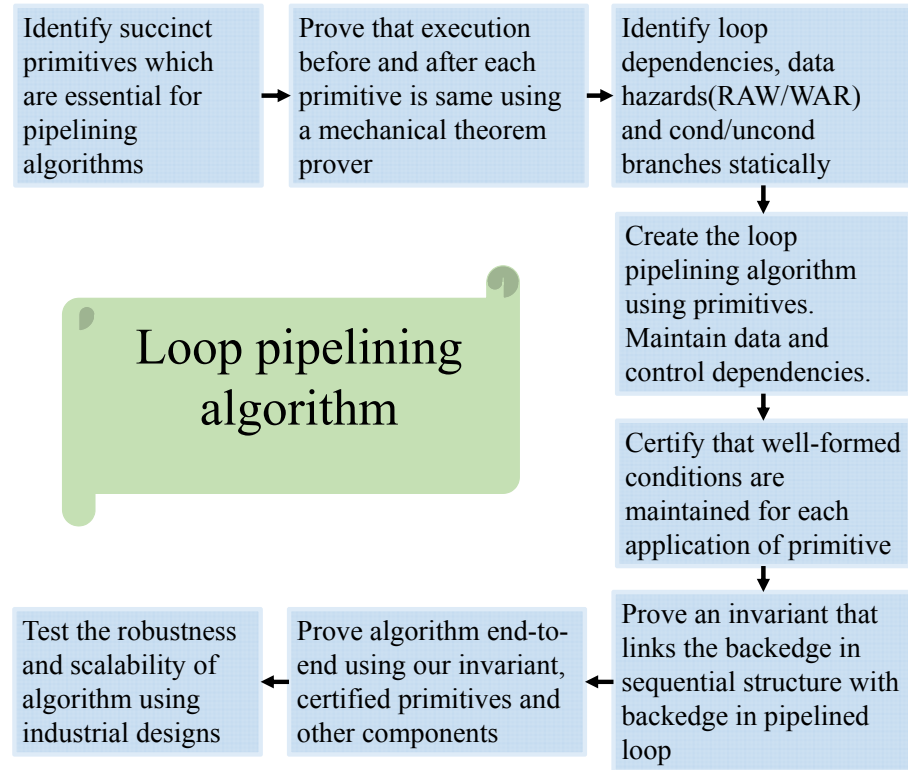 Identify succinct
primitives which
are essential for
pipelining
algorithms
Prove that execution
before and after each
primitive is same using
a mechanical theorem
prover
Identify loop
dependencies, data
hazards(RAW/WAR)
and cond/uncond
branches statically
Create the loop
pipelining algorithm
using primitives.
Maintain data and
control dependencies.
Loop pipelining
algorithm
Certify that well-formed
conditions are
maintained for each
application of primitive
Prove an invariant that
links the backedge in
sequential structure with
backedge in pipelined
loop
Prove algorithm end-to-
end using our invariant,
certified primitives and
other components
Test the robustness
and scalability of
algorithm using
industrial designs